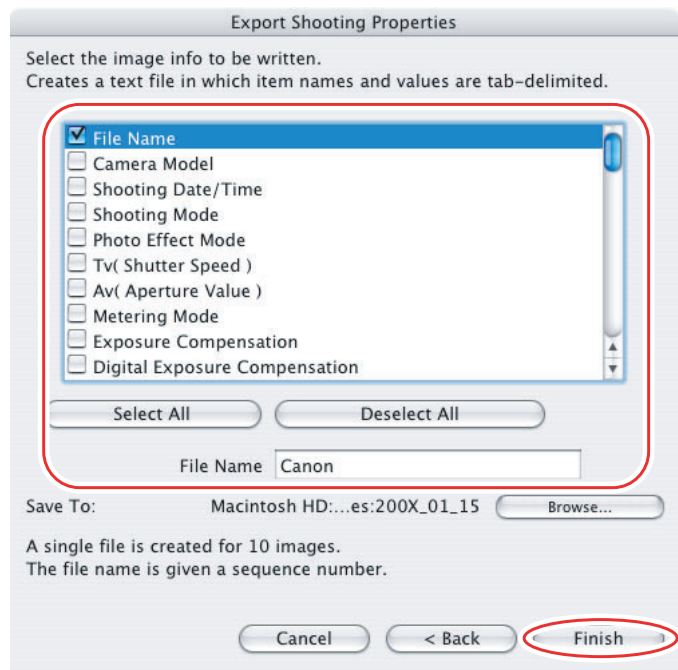 Export Shooting Properties
Select the image info to be written.
Creates a text file in which item names and values are tab-delimited.
File Name
Camera Model
Shooting Date/Time
Shooting Mode
Photo Effect Mode
Tv( Shutter Speed )
Av( Aperture Value )
Metering Mode
Exposure Compensation
Digital Exposure Compensation
Select All Deselect All
File Name Canon
Save To: Macintosh HD:...es:200X_01_15 Browse...
A single file is created for 10 images.
The file name is given a sequence number.
Cancel < Back Finish